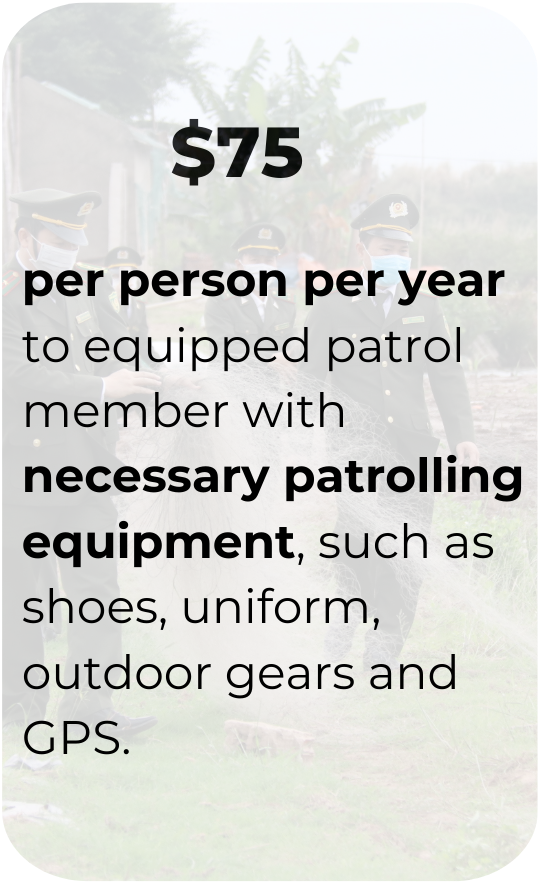 $75
per person per year
to equipped patrol
member with
necessary patrolling
equipment, such as
shoes, uniform,
outdoor gears and
GPS.